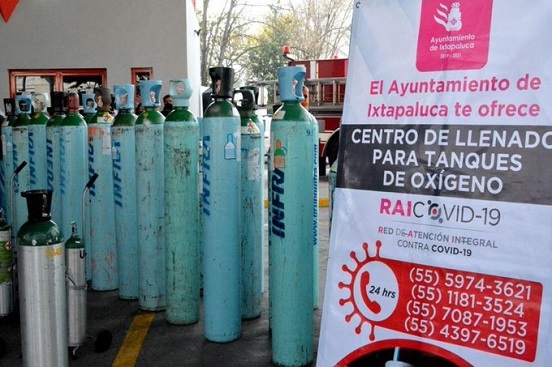 Ayuntamiento
de Ixtapaluca
El Ayuntamiento de
Ixtapaluca te ofrece
CENTRO DE LLENADO
PARA TANQUES
DE OXÍGENO
RAICOVID-19
RED DE ATENCIÓN INTEGRAL
CONTRA COVID-19
24 hrs
(55) 5974-3621
(55) 1181-3524
(55) 7087-1953
(55) 4397-6519
INFRA
INFRA
INFRA
INFRA